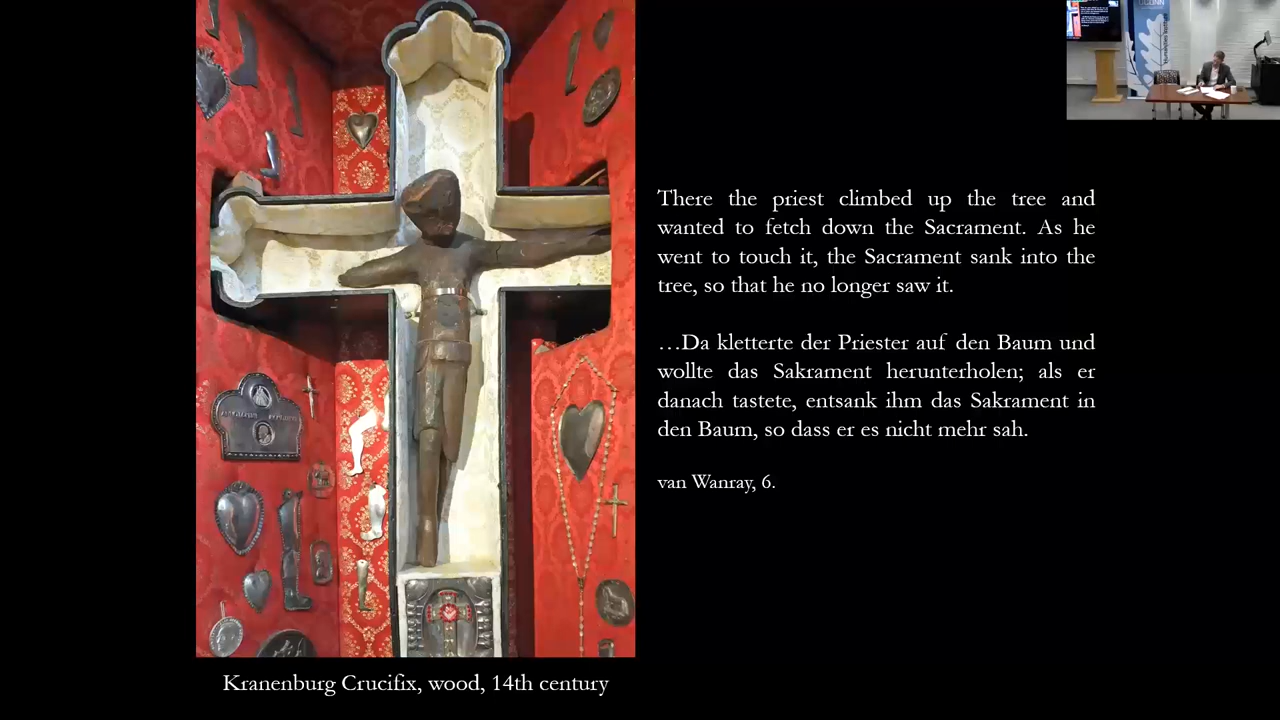 There the priest climbed up the tree and
wanted to fetch down the Sacrament. As he
went to touch it, the Sacrament sank into the
tree, so that he no longer saw it.
…Da kletterte der Priester auf den Baum und
wollte das Sakrament herunterholen; als er
danach tastete, entsank ihm das Sakrament in
den Baum, so dass er es nicht mehr sah.
van Wanray, 6.
Kranenburg Crucifix, wood, 14th century
UCONN